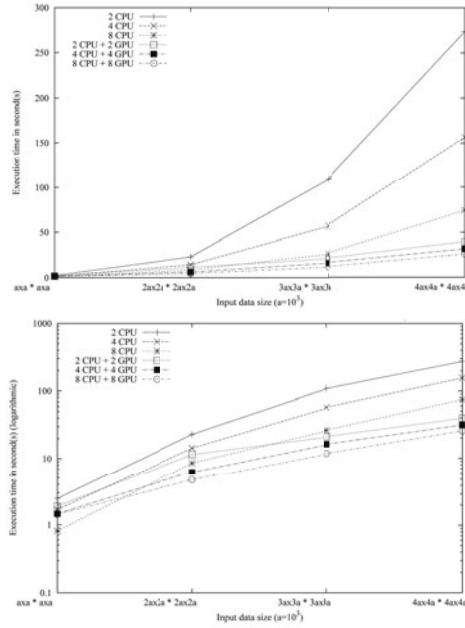 300
250
200
150
100
50
0
Execution time in second(s)
2 CPU
4 CPU
8 CPU
2 CPU + 2 GPU
4 CPU + 4 GPU
8 CPU + 8 GPU
axa * axa
2ax2a * 2ax2a
3ax3a * 3ax3a
4ax4a * 4ax4a
Input data size (a=10³)
1000
100
10
1
0.1
Execution time in second(s) (logarithmic)
2 CPU
4 CPU
8 CPU
2 CPU + 2 GPU
4 CPU + 4 GPU
8 CPU + 8 GPU
axa * axa
2ax2a * 2ax2a
3ax3a * 3ax3a
4ax4a * 4ax4a
Input data size (a=10³)